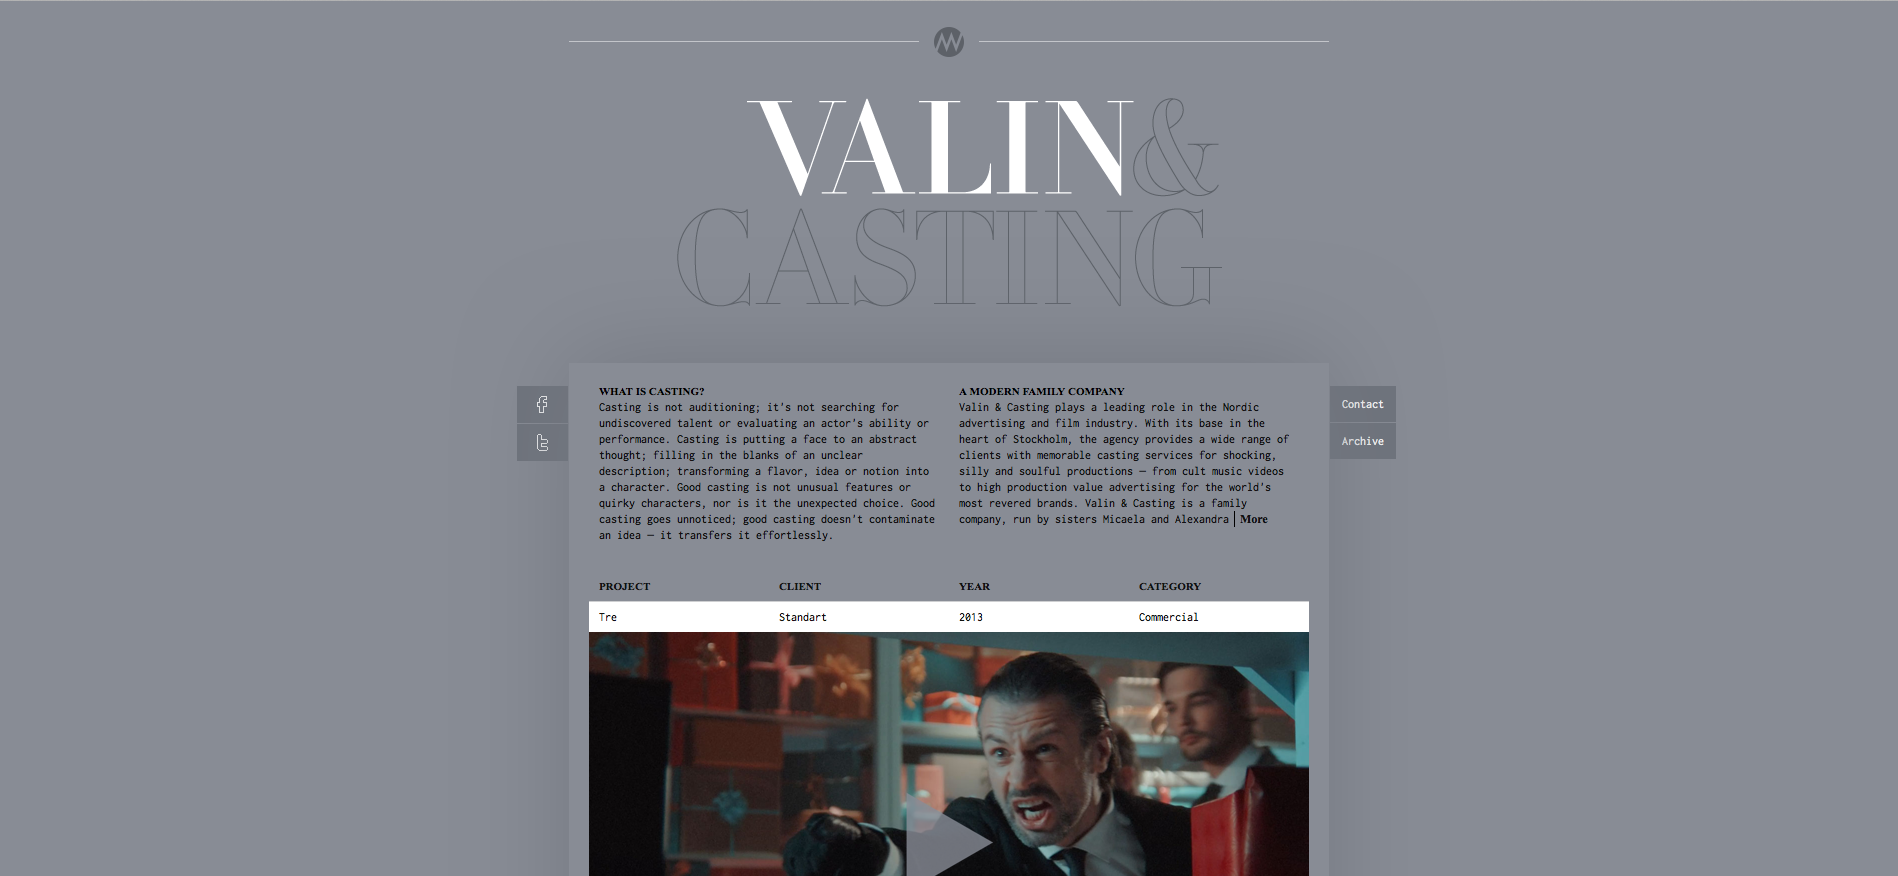 VALIN&
CASTING
WHAT IS CASTING?
Casting is not auditioning; it's not searching for
undiscovered talent or evaluating an actor's ability or
performance. Casting is putting a face to an abstract
thought; filling in the blanks of an unclear
description; transforming a flavor, idea or notion into
a character. Good casting is not unusual features or
quirky characters, nor is it the unexpected choice. Good
casting goes unnoticed; good casting doesn't contaminate
an idea — it transfers it effortlessly.
A MODERN FAMILY COMPANY
Valin & Casting plays a leading role in the Nordic
advertising and film industry. With its base in the
heart of Stockholm, the agency provides a wide range of
clients with memorable casting services for shocking,
silly and soulful productions — from cult music videos
to high production value advertising for the world's
most revered brands. Valin & Casting is a family
company, run by sisters Micaela and Alexandra | More
Contact
Archive
PROJECT CLIENT YEAR CATEGORY
Tre Standart 2013 Commercial